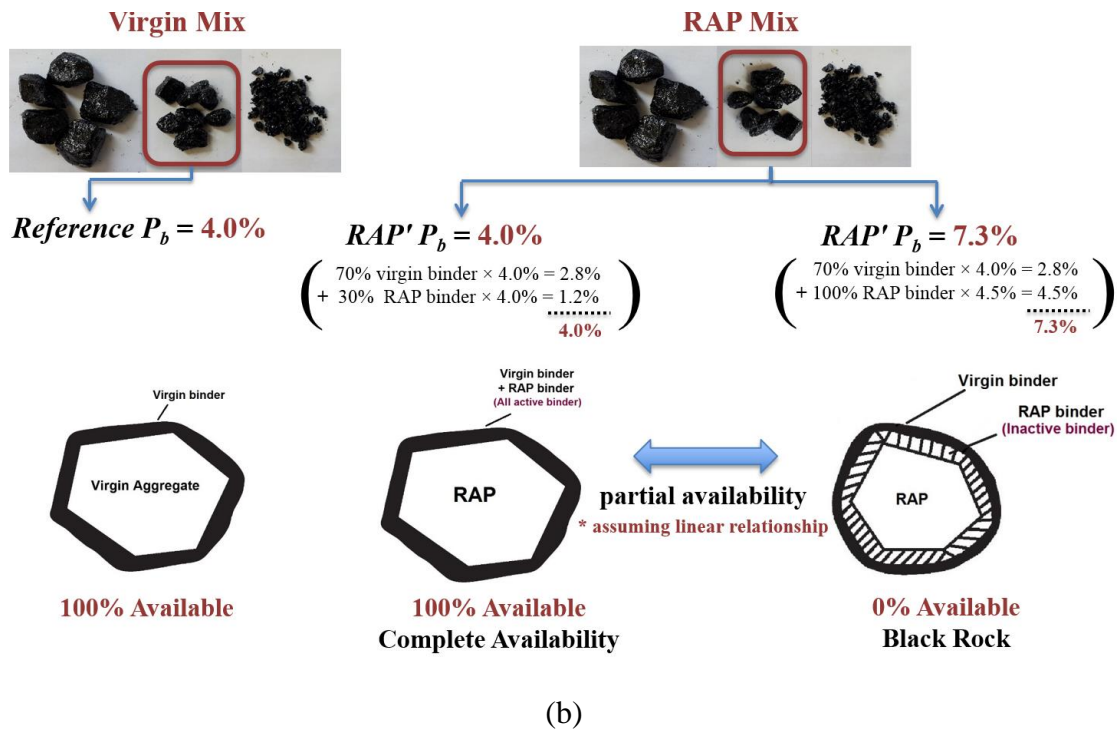 Virgin Mix
RAP Mix
Reference P_b = 4.0%
RAP' P_b = 4.0%
( 70% virgin binder × 4.0% = 2.8%
+ 30% RAP binder × 4.0% = 1.2% )
4.0%
RAP' P_b = 7.3%
( 70% virgin binder × 4.0% = 2.8%
+ 100% RAP binder × 4.5% = 4.5% )
7.3%
Virgin binder
Virgin Aggregate
100% Available
Virgin binder
+ RAP binder
(All active binder)
RAP
100% Available
Complete Availability
partial availability
* assuming linear relationship
Virgin binder
RAP binder
(Inactive binder)
RAP
0% Available
Black Rock
(b)